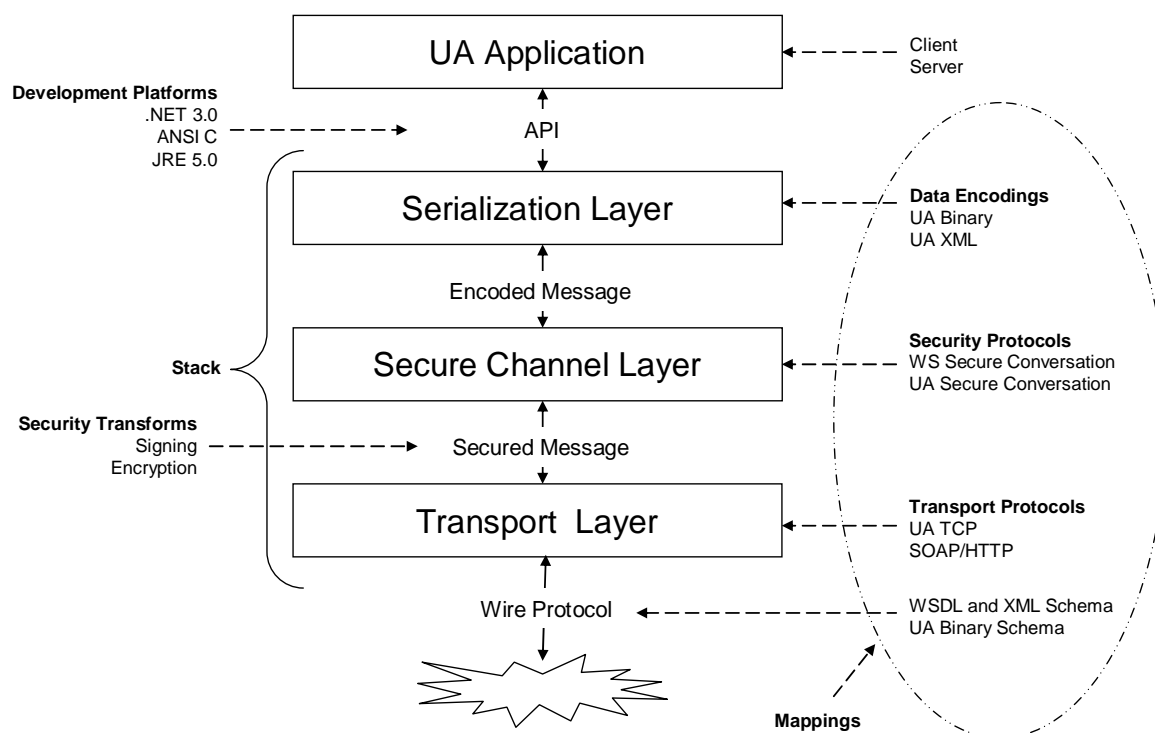 UA Application
Client
Server
Development Platforms
.NET 3.0
ANSI C
JRE 5.0
API
Serialization Layer
Data Encodings
UA Binary
UA XML
Encoded Message
Stack
Secure Channel Layer
Security Protocols
WS Secure Conversation
UA Secure Conversation
Security Transforms
Signing
Encryption
Secured Message
Transport Layer
Transport Protocols
UA TCP
SOAP/HTTP
Wire Protocol
WSDL and XML Schema
UA Binary Schema
Mappings